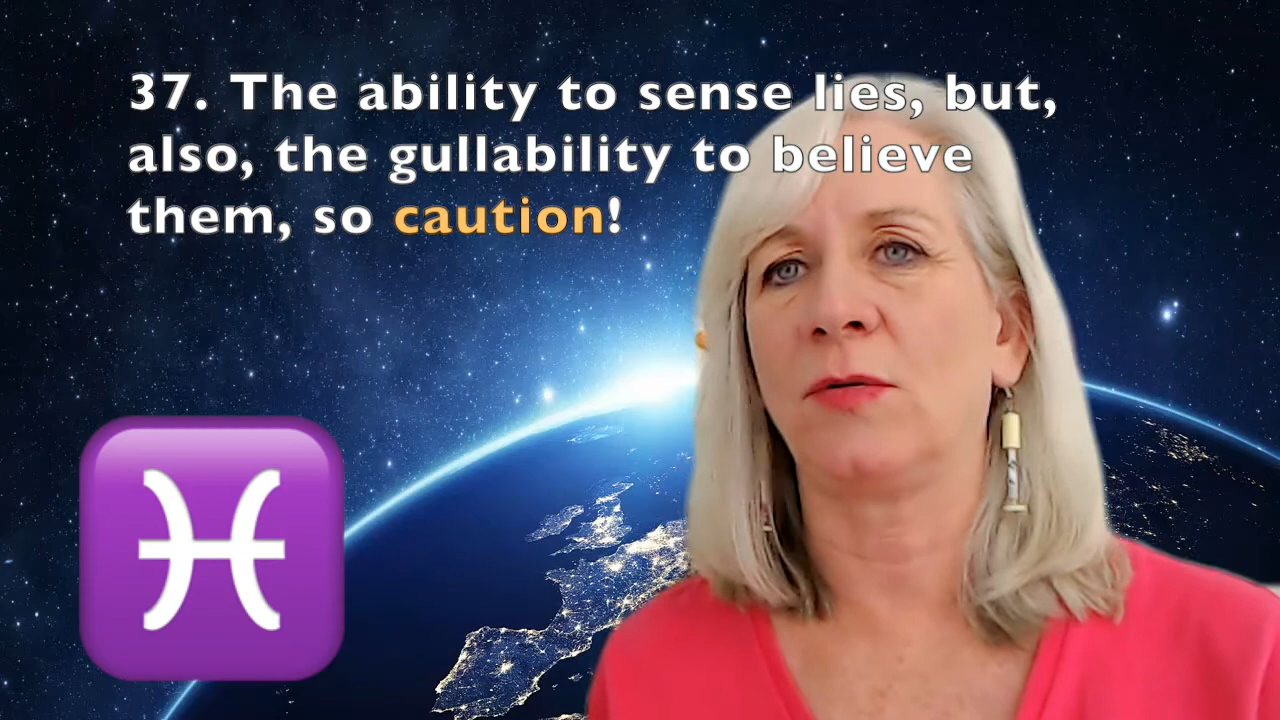 37. The ability to sense lies, but,
also, the gullability to believe
them, so caution!